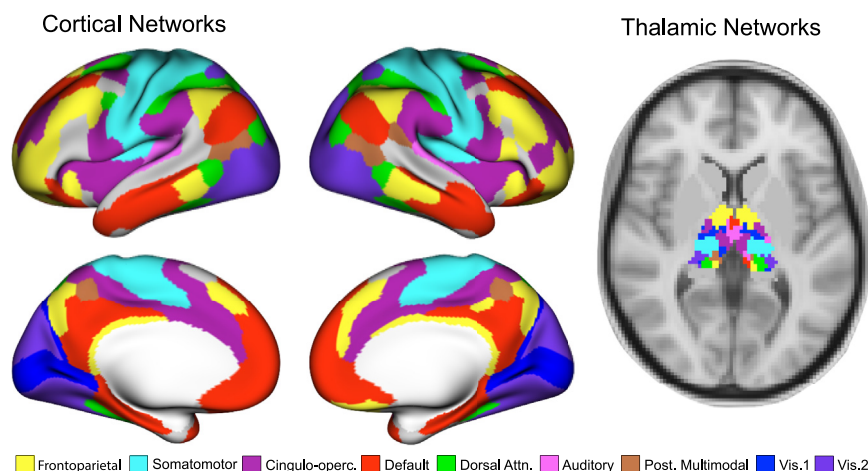 Cortical Networks
Thalamic Networks
Frontoparietal Somatomotor Cingulo-operc. Default Dorsal Attn. Auditory Post. Multimodal Vis.1 Vis.2